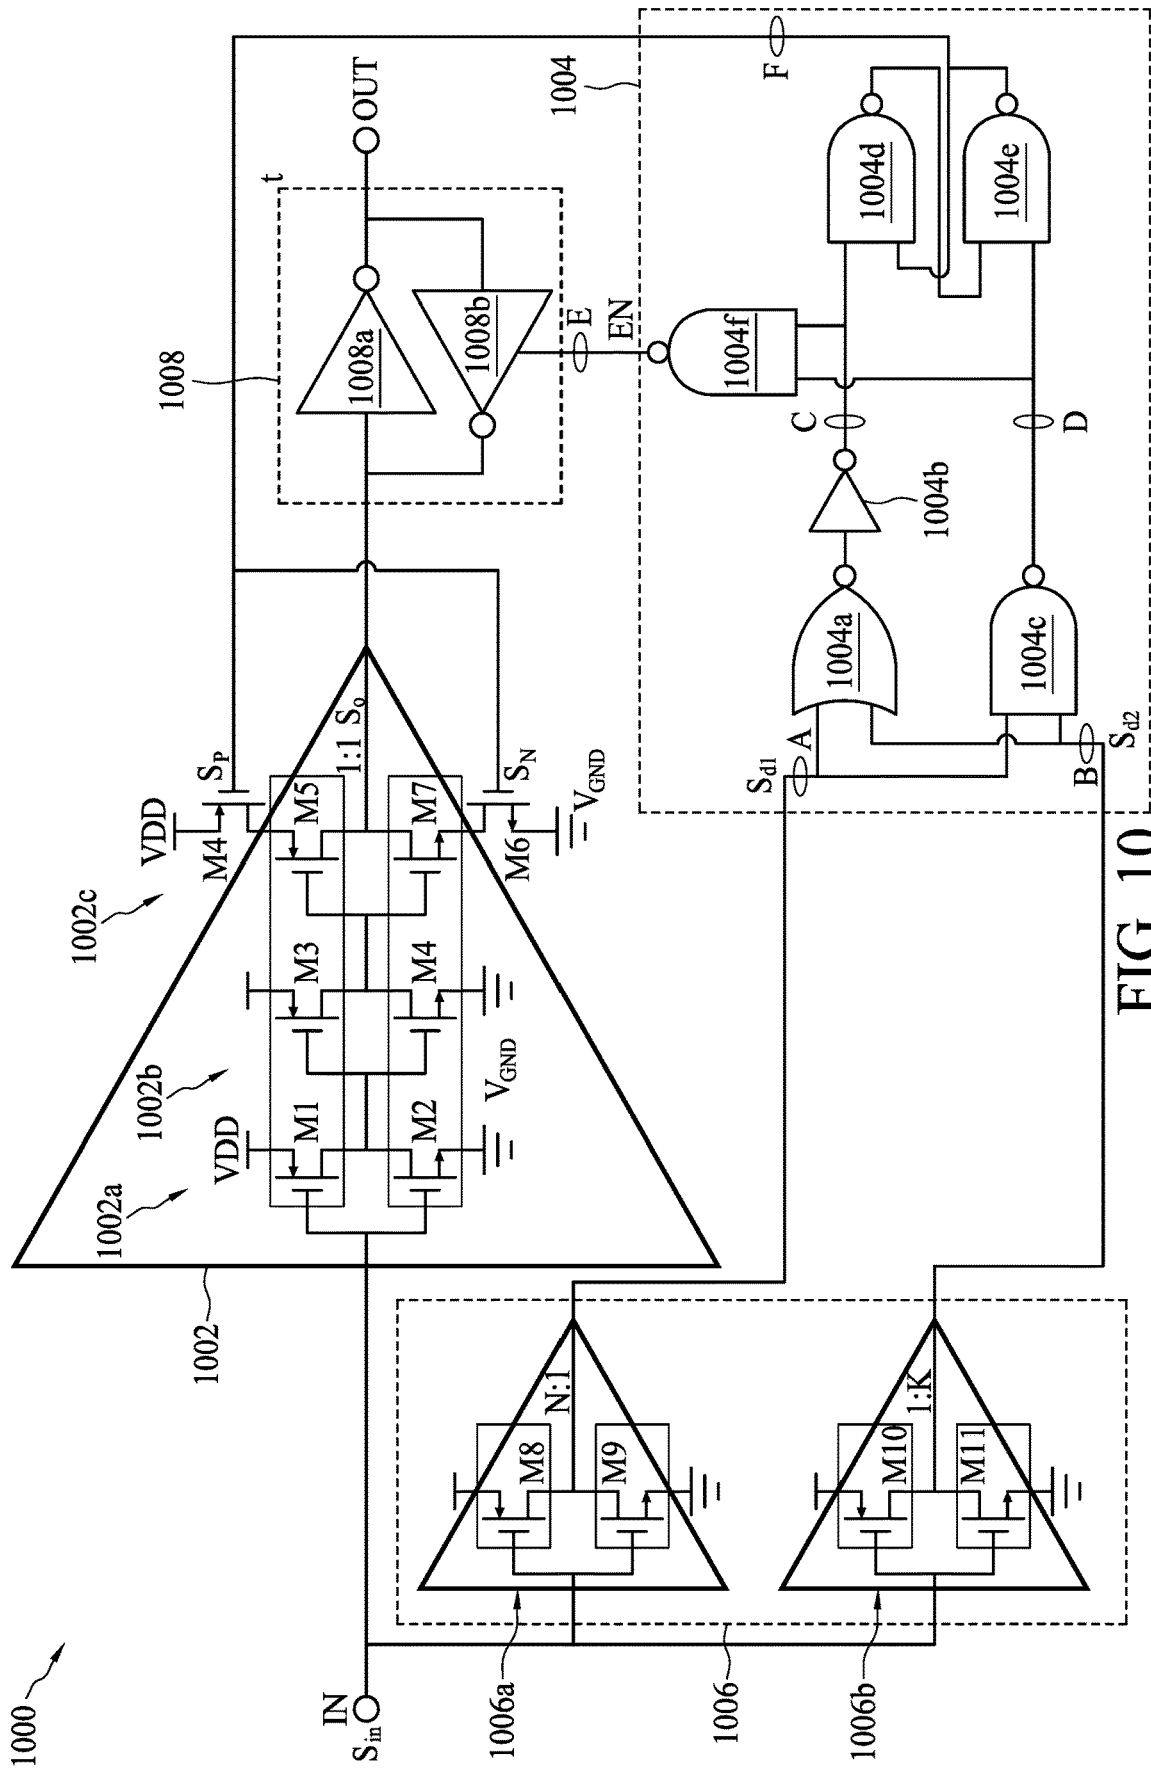 1000
IN
S_in
1002
1002a
1002b
1002c
VDD
VDD
M4
S_P
M1
M3
M5
1:1 S_o
M2
M4
M7
V_GND
M6
S_N
V_GND
1008
t
1008a
1008b
OUT
E
EN
F
1004
1006a
1006
1006b
M8
N:1
M9
M10
1:K
M11
S_d1
A
B
S_d2
1004a
1004b
1004c
C
D
1004f
1004d
1004e
FIG. 10